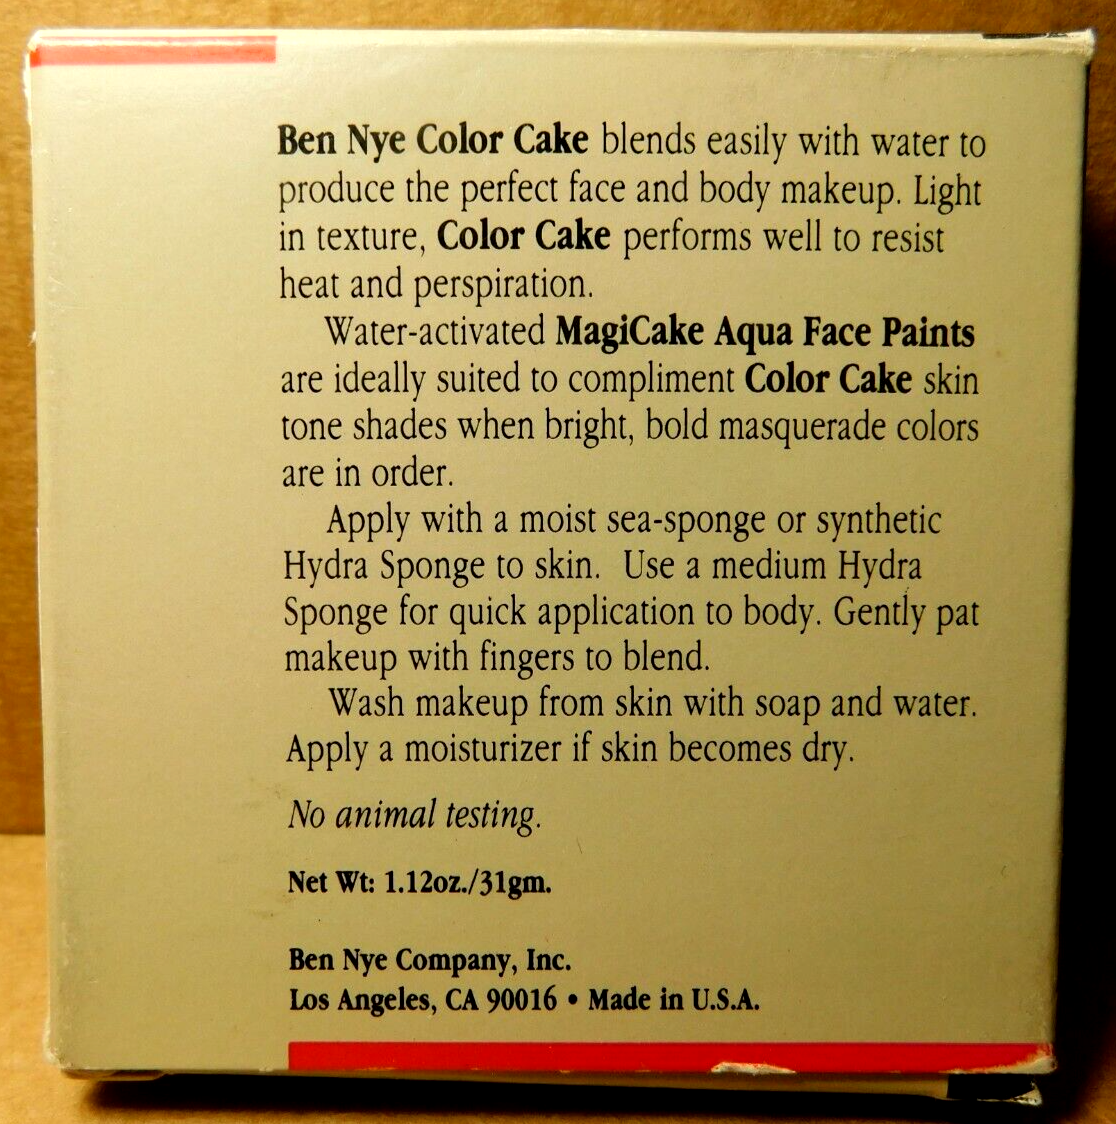 Ben Nye Color Cake blends easily with water to
produce the perfect face and body makeup. Light
in texture, Color Cake performs well to resist
heat and perspiration.
Water-activated MagiCake Aqua Face Paints
are ideally suited to compliment Color Cake skin
tone shades when bright, bold masquerade colors
are in order.
Apply with a moist sea-sponge or synthetic
Hydra Sponge to skin. Use a medium Hydra
Sponge for quick application to body. Gently pat
makeup with fingers to blend.
Wash makeup from skin with soap and water.
Apply a moisturizer if skin becomes dry.
No animal testing.
Net Wt: 1.12oz./31gm.
Ben Nye Company, Inc.
Los Angeles, CA 90016 • Made in U.S.A.